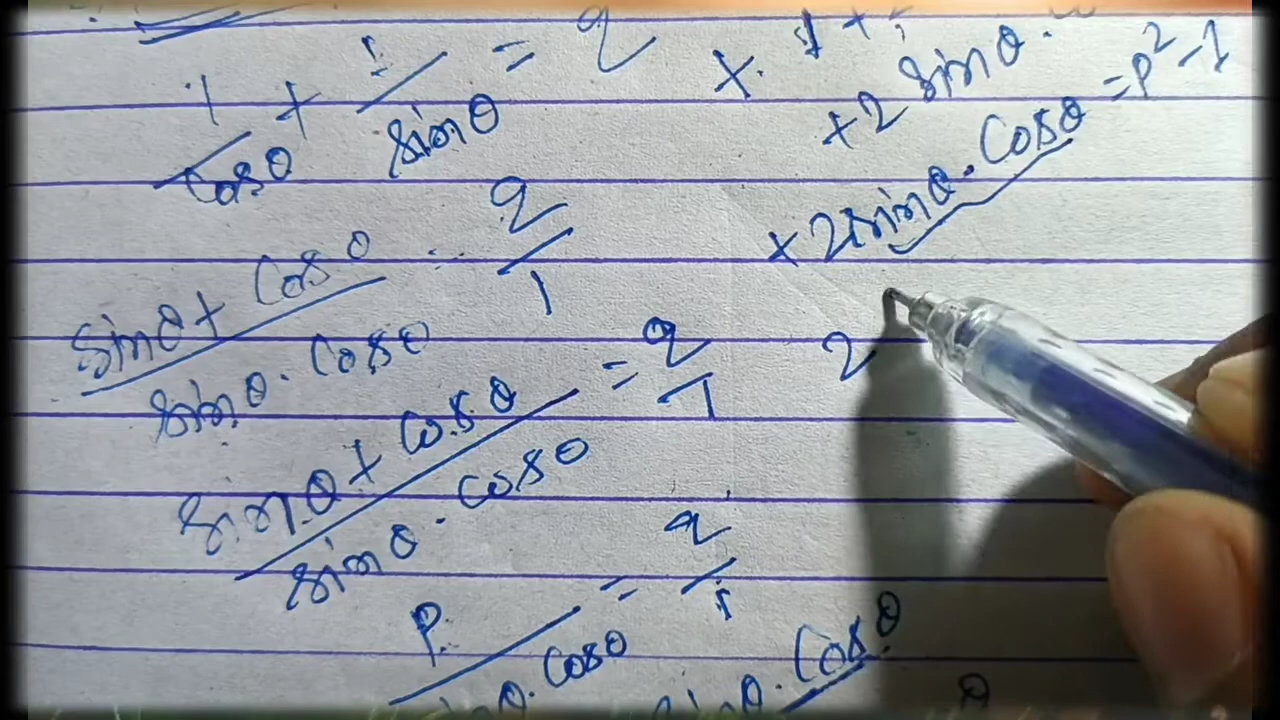 1/cosθ + 1/sinθ = q
sinθ + cosθ / sinθ · cosθ = q/1
sinθ + cosθ / sinθ · cosθ = q/1
P / sinθ · cosθ = q/1
+2 sinθ ·
+2sinθ · cosθ = P² - 1
2
cosθ
θ